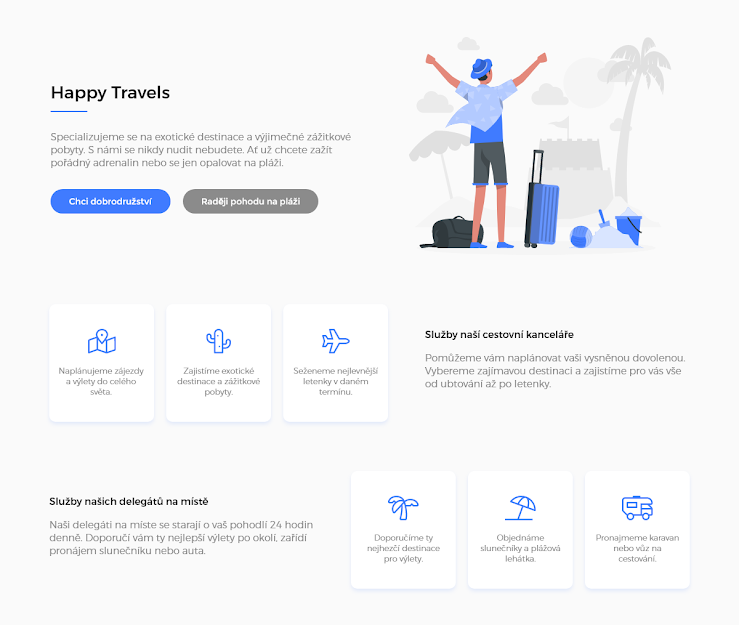 Happy Travels
Specializujeme se na exotické destinace a výjimečné zážitkové
pobyty. S námi se nikdy nudit nebudete. Ať už chcete zažít
pořádný adrenalin nebo se jen opalovat na pláži.
Chci dobrodružství
Raději pohodu na pláži
Naplánujeme zájezdy
a výlety do celého
světa.
Zajistíme exotické
destinace a zážitkové
pobyty.
Seženeme nejlevnější
letenky v daném
termínu.
Služby naší cestovní kanceláře
Pomůžeme vám naplánovat vaši vysněnou dovolenou.
Vybereme zajímavou destinaci a zajistíme pro vás vše
od ubtování až po letenky.
Služby našich delegátů na místě
Naši delegáti na míste se starají o vaš pohodlí 24 hodin
denně. Doporučí vám ty nejlepší výlety po okolí, zařídí
pronájem slunečníku nebo auta.
Doporučíme ty
nejhezčí destinace
pro výlety.
Objednáme
slunečníky a plážová
lehátka.
Pronajmeme karavan
nebo vůz na
cestování.